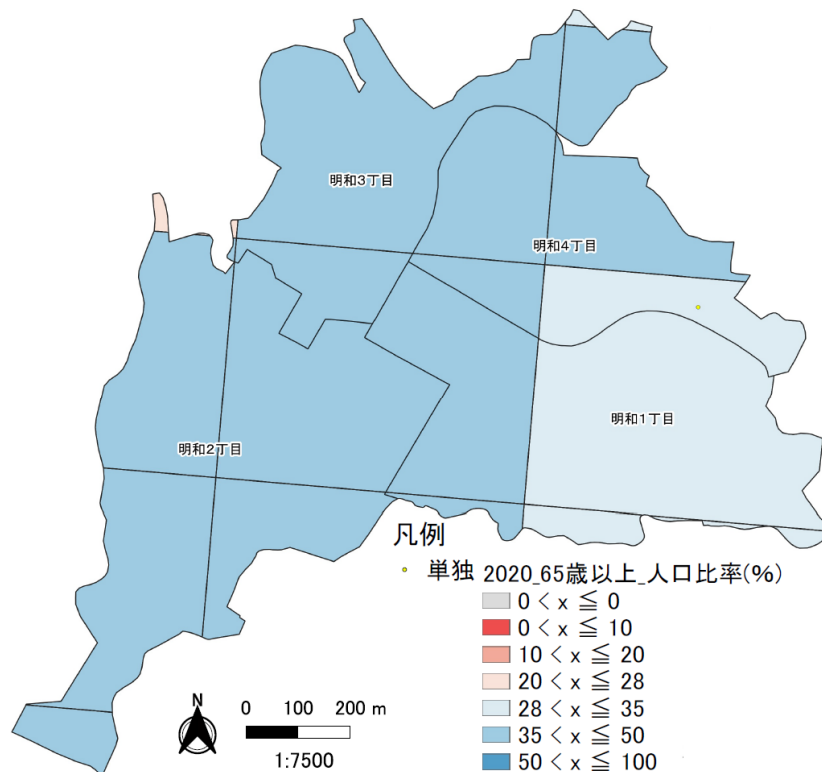 明和3丁目
明和4丁目
明和1丁目
明和2丁目
凡例
単独
2020_65歳以上_人口比率(%)
0 < x ≦ 0
0 < x ≦ 10
10 < x ≦ 20
20 < x ≦ 28
28 < x ≦ 35
35 < x ≦ 50
50 < x ≦ 100
N
0 100 200 m
1:7500